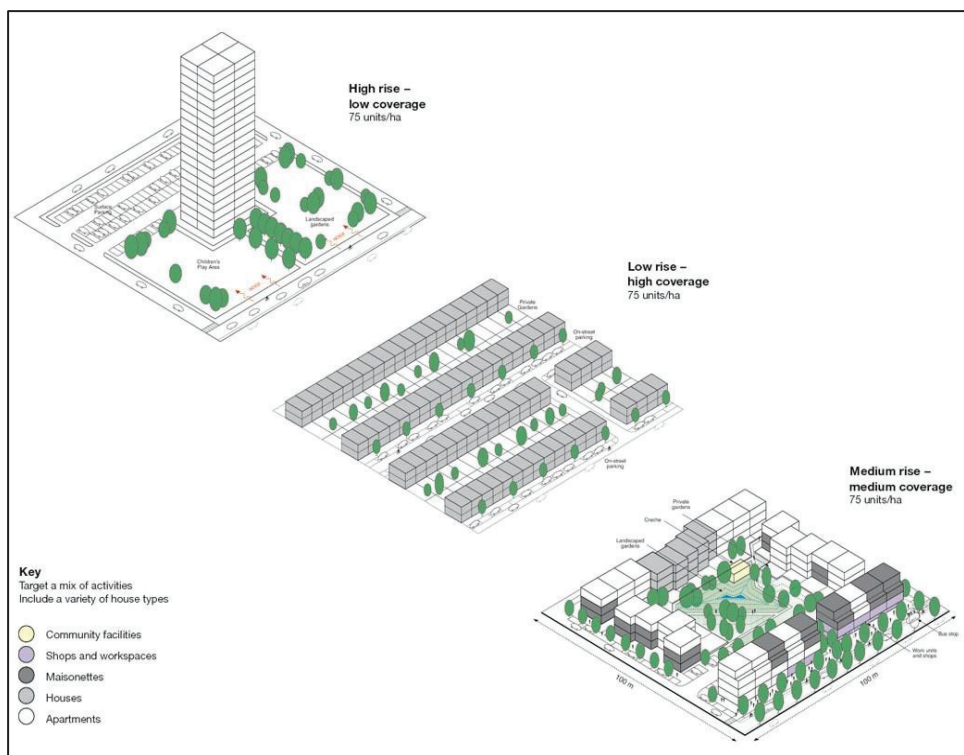 High rise –
low coverage
75 units/ha
Surface
Parking
Landscaped
gardens
Children's
Play Area
Low rise –
high coverage
75 units/ha
Private
Gardens
On-street
parking
On-street
parking
Medium rise –
medium coverage
75 units/ha
Private
gardens
Creche
Landscaped
gardens
Bus stop
Work units
and shops
100 m
100 m
Key
Target a mix of activities
Include a variety of house types
Community facilities
Shops and workspaces
Maisonettes
Houses
Apartments